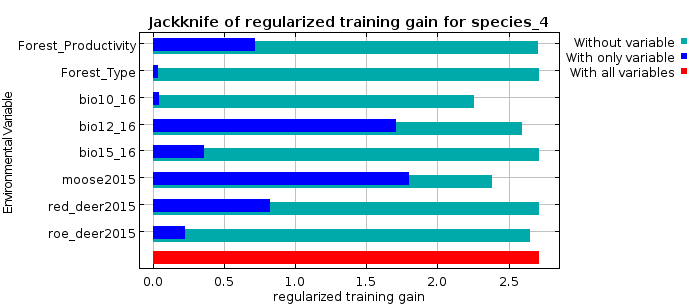 Jackknife of regularized training gain for species_4
Environmental Variable
Forest_Productivity
Forest_Type
bio10_16
bio12_16
bio15_16
moose2015
red_deer2015
roe_deer2015
0.0 0.5 1.0 1.5 2.0 2.5
regularized training gain
Without variable
With only variable
With all variables